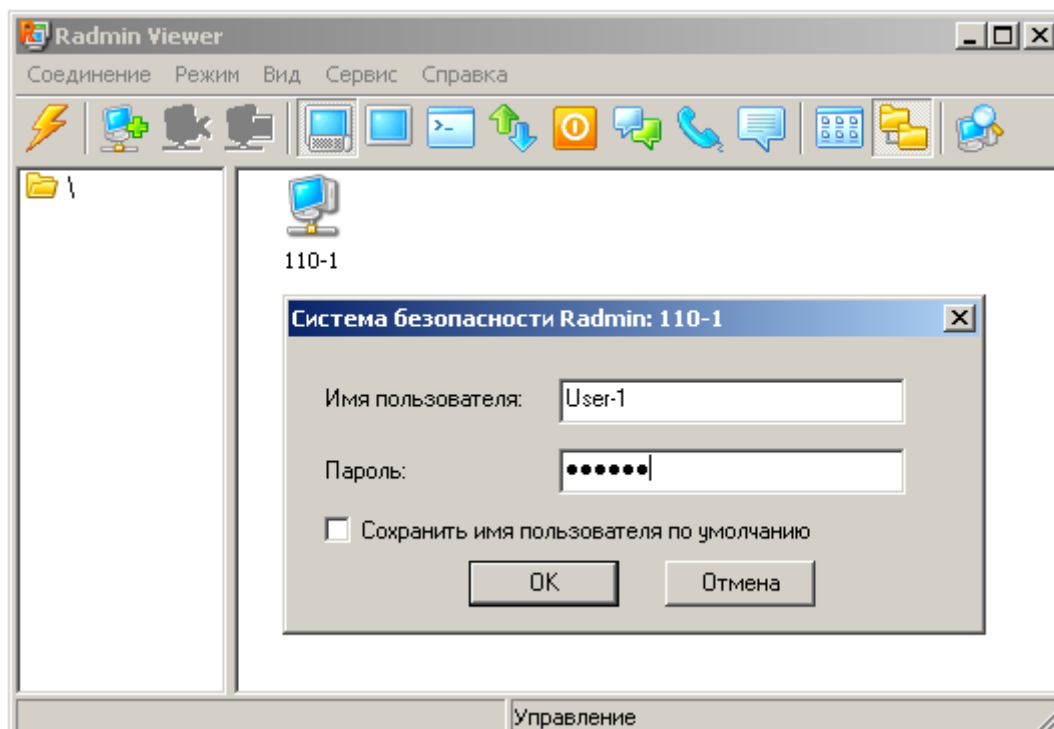 Radmin Viewer
Соединение Режим Вид Сервис Справка
\
110-1
Система безопасности Radmin: 110-1
Имя пользователя: User-1
Пароль: ●●●●●●
Сохранить имя пользователя по умолчанию
OK Отмена
Управление